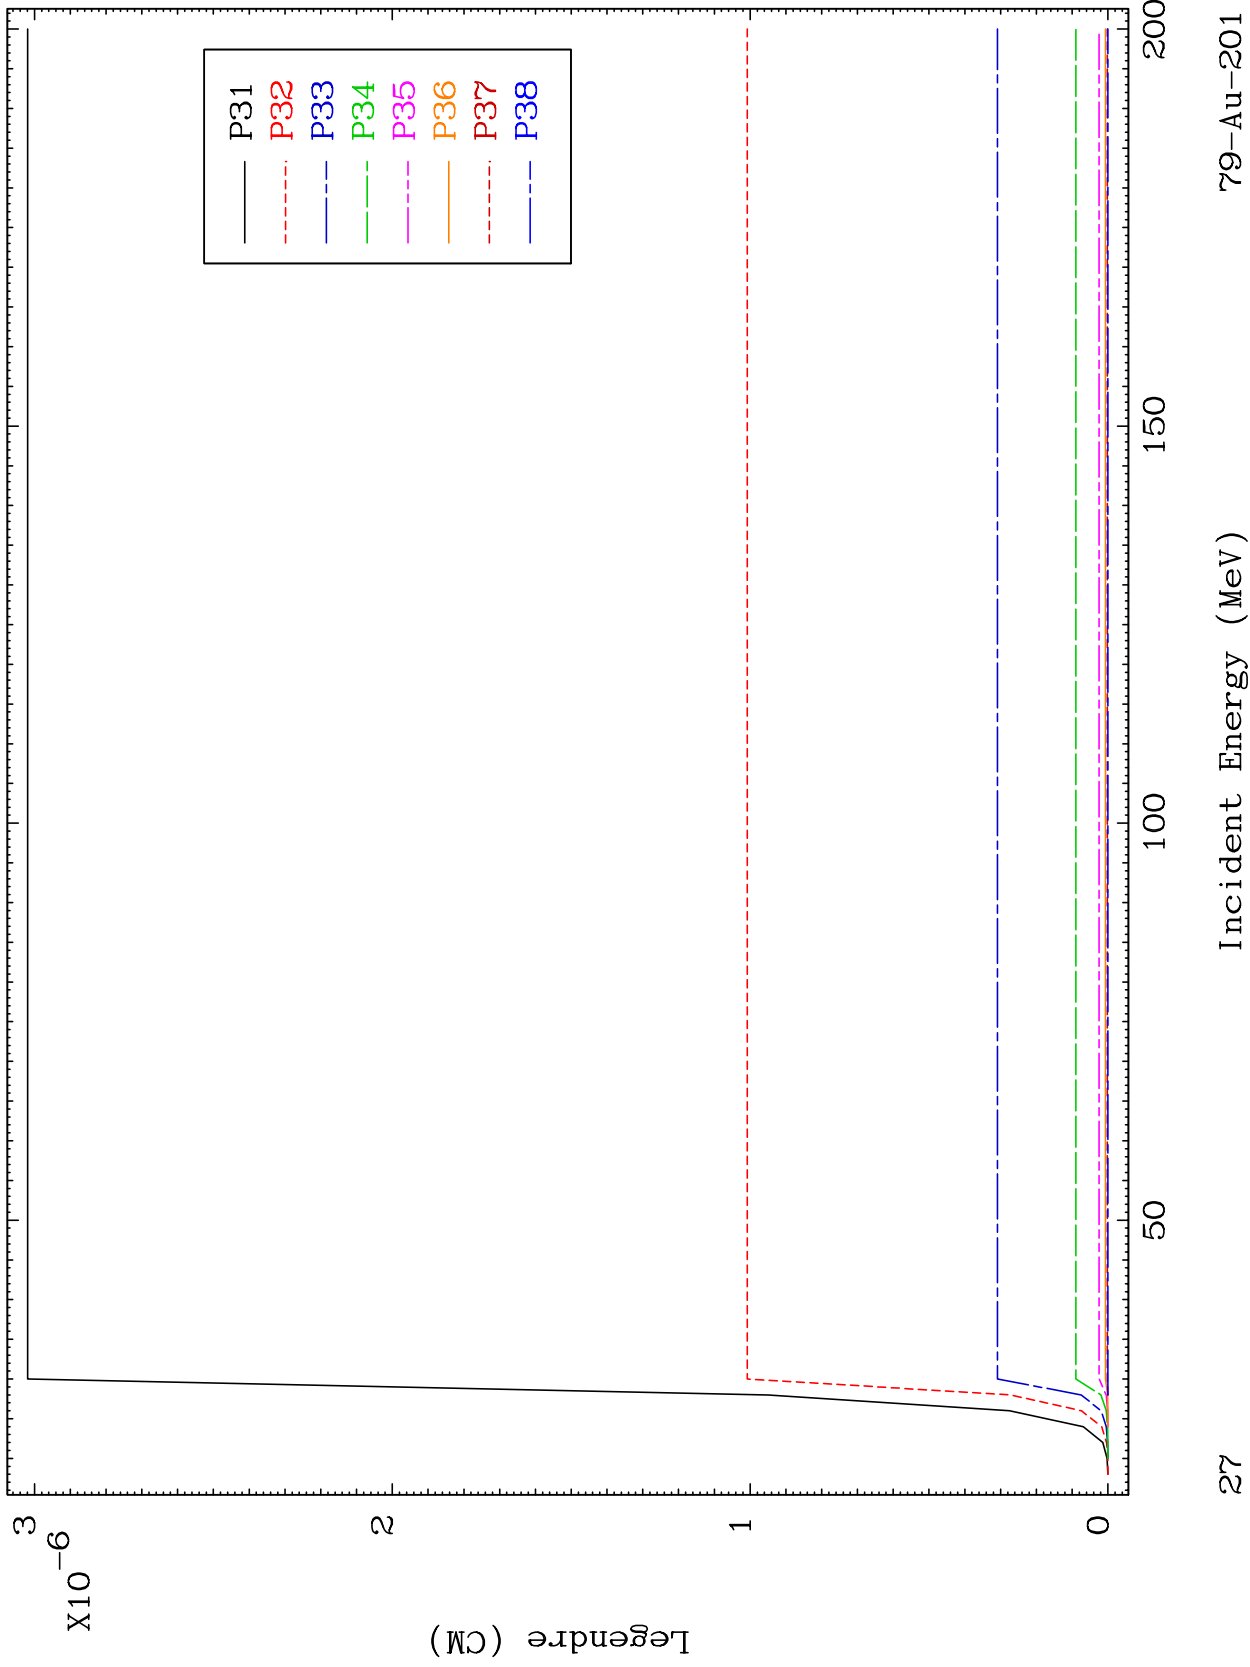 P31
P32
P33
P34
P35
P36
P37
P38
3
2
1
0
X10⁻⁶
Legendre (CM)
50
100
150
200
Incident Energy (MeV)
27
79-Au-201